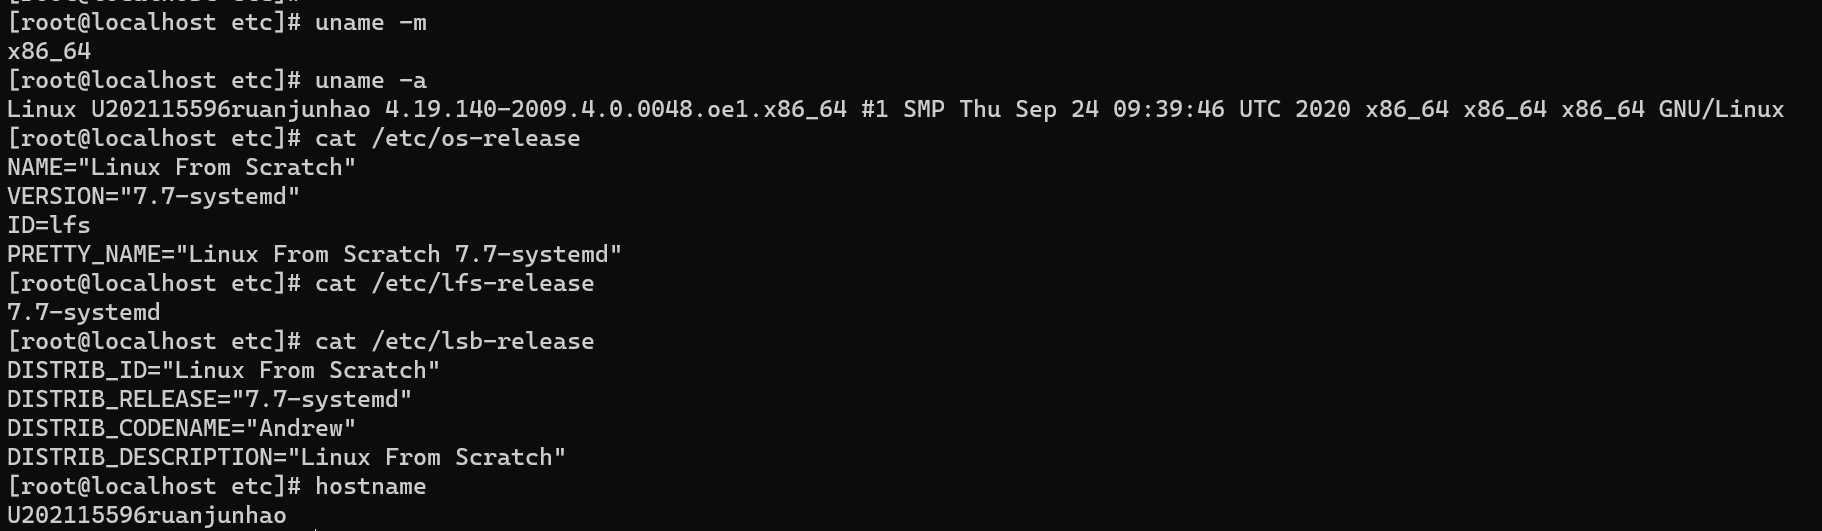 [root@localhost etc]# uname -m
x86_64
[root@localhost etc]# uname -a
Linux U202115596ruanjunhao 4.19.140-2009.4.0.0048.oe1.x86_64 #1 SMP Thu Sep 24 09:39:46 UTC 2020 x86_64 x86_64 x86_64 GNU/Linux
[root@localhost etc]# cat /etc/os-release
NAME="Linux From Scratch"
VERSION="7.7-systemd"
ID=lfs
PRETTY_NAME="Linux From Scratch 7.7-systemd"
[root@localhost etc]# cat /etc/lfs-release
7.7-systemd
[root@localhost etc]# cat /etc/lsb-release
DISTRIB_ID="Linux From Scratch"
DISTRIB_RELEASE="7.7-systemd"
DISTRIB_CODENAME="Andrew"
DISTRIB_DESCRIPTION="Linux From Scratch"
[root@localhost etc]# hostname
U202115596ruanjunhao